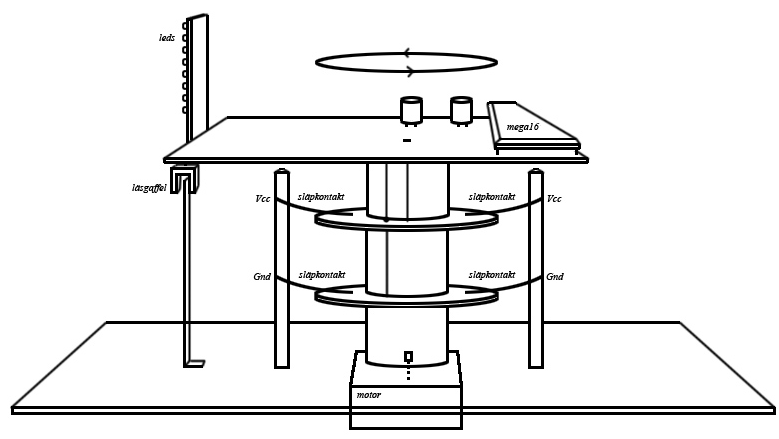 leds
mega16
läsgaffel
Vcc
släpkontakt
släpkontakt
Vcc
Gnd
släpkontakt
släpkontakt
Gnd
motor